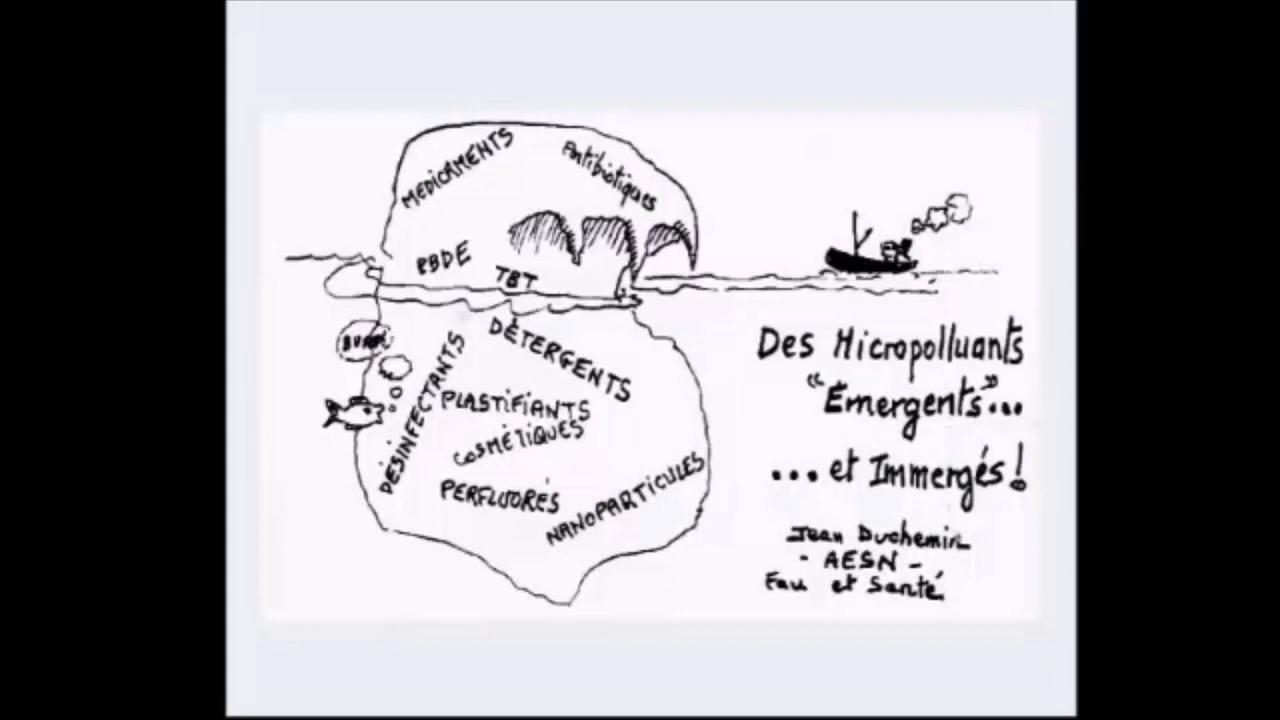 MEDICAMENTS
Antibiotiques
PBDE
TBT
DÉTERGENTS
DÉSINFECTANTS
PLASTIFIANTS
COSMÉTIQUES
PERFLUORÉS
NANOPARTICULES
Des Micropolluants
"Émergents"...
...et Immergés!
Jean Duchemin
- AESN -
Eau et Santé